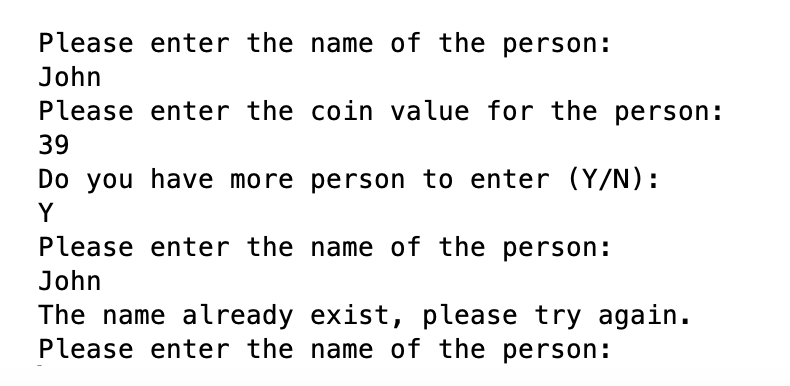 Please enter the name of the person:
John
Please enter the coin value for the person:
39
Do you have more person to enter (Y/N):
Y
Please enter the name of the person:
John
The name already exist, please try again.
Please enter the name of the person: